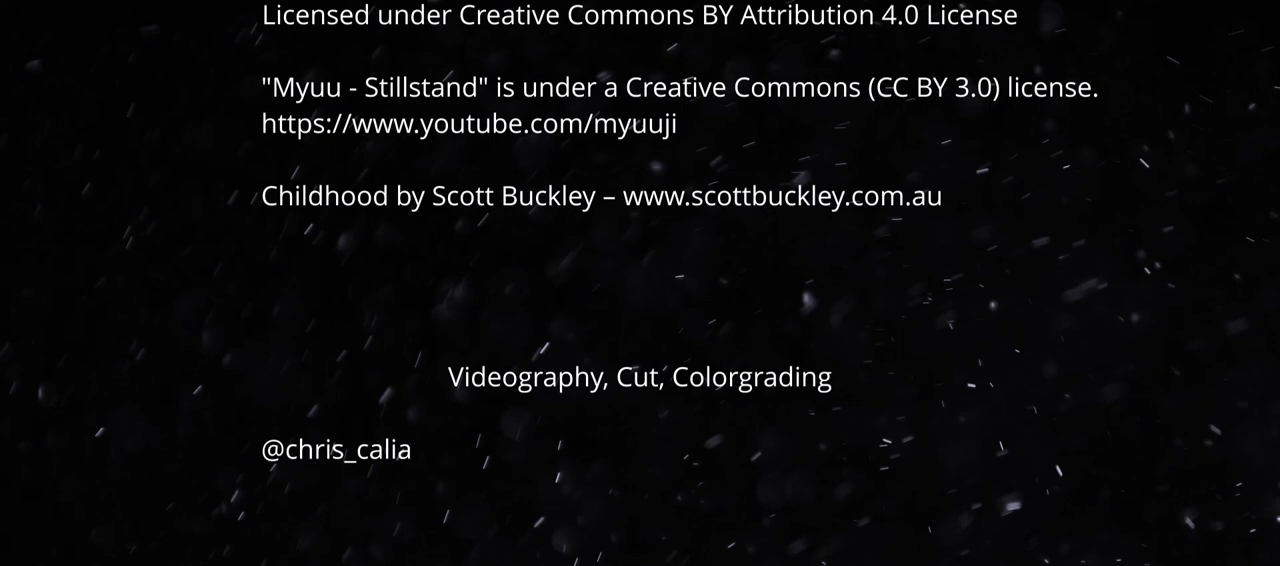 Licensed under Creative Commons BY Attribution 4.0 License
"Myuu - Stillstand" is under a Creative Commons (CC BY 3.0) license.
https://www.youtube.com/myuuji
Childhood by Scott Buckley – www.scottbuckley.com.au
Videography, Cut, Colorgrading
@chris_calia